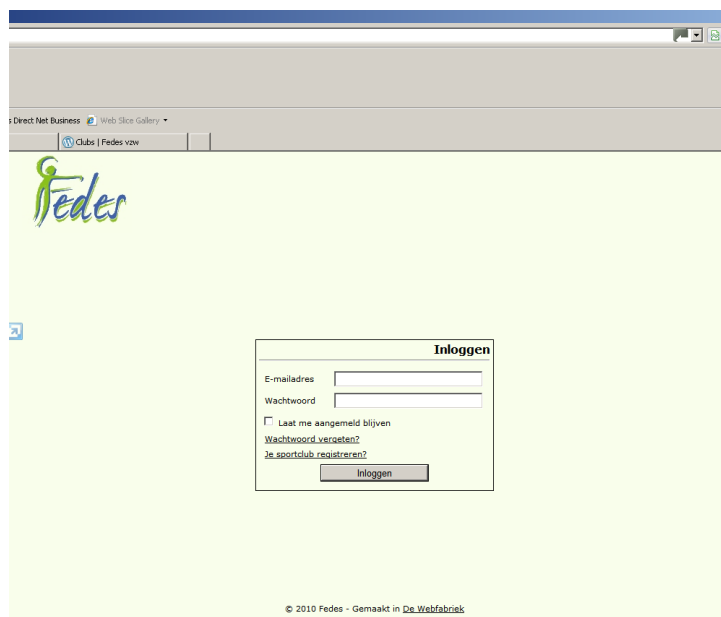 s Direct Net Business Web Slice Gallery
Clubs | Fedes vzw
Fedes
Inloggen
E-mailadres
Wachtwoord
Laat me aangemeld blijven
Wachtwoord vergeten?
Je sportclub registreren?
Inloggen
© 2010 Fedes - Gemaakt in De Webfabriek